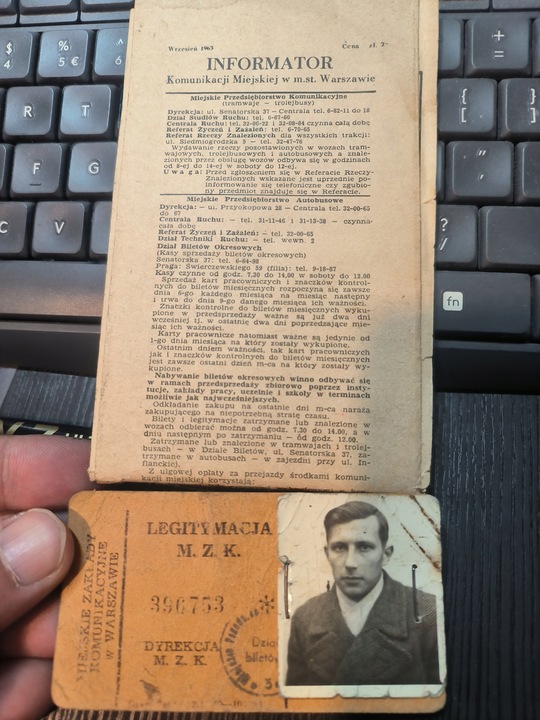 Wrzesień 1963 Cena zł. 2-
INFORMATOR
Komunikacji Miejskiej w m.st. Warszawie
Miejskie Przedsiębiorstwo Komunikacyjne
(tramwaje - trolejbusy)
Dyrekcja: ul. Senatorska 37 - Centrala tel. 6-82-11 do 18
Dział Studiów Ruchu: tel. 6-67-60
Centrala Ruchu: tel. 32-06-22 i 32-08-64 czynna całą dobę
Referat Życzeń i Zażaleń: tel. 6-70-65
Referat Rzeczy Znalezionych dla wszystkich trakcji:
ul. Siedmiogrodzka 5 - tel. 32-47-76
Wydawanie rzeczy pozostawionych w wozach tram-
wajowych, trolejbusowych i autobusowych a znale-
zionych przez obsługę wozów odbywa się w godzinach
od 8-ej do 14-ej w soboty do 12-ej.
Uwaga: Przed zgłoszeniem się w Referacie Rzeczy
Znalezionych wskazane jest uprzednie po-
informowanie się telefoniczne czy zgubio-
ny przedmiot znajduje się w Referacie.
Miejskie Przedsiębiorstwo Autobusowe
Dyrekcja: - ul. Przyokopowa 28 - Centrala tel. 32-00-65
do 67
Centrala Ruchu: - tel. 31-11-46 i 31-13-38 - czynna
całą dobę
Referat Życzeń i Zażaleń: - tel. 32-00-65
Dział Techniki Ruchu: - tel. wewn. 2
Dział Biletów Okresowych
(Kasy sprzedaży biletów okresowych)
Senatorska 37: tel. 6-84-98
Praga: Świerczewskiego 59 (filia): tel. 9-18-67
Kasy czynne od godz. 7.30 do 14.00 w soboty do 12.00
Sprzedaż kart pracowniczych i znaczków kontrol-
nych do biletów miesięcznych rozpoczyna się zawsze
dnia 6-go każdego miesiąca na miesiąc następny
i trwa do dnia 9-go danego miesiąca ich ważności.
Znaczki kontrolne do biletów miesięcznych wyku-
pione w przedsprzedaży ważne są już dwa dni
wcześniej tj. w ostatnie dwa dni poprzedzające mie-
siąc ich ważności.
Karty pracownicze natomiast ważne są jedynie od
1-go dnia miesiąca na który zostały wykupione.
Ostatnim dniem ważności, tak kart pracowniczych
jak i znaczków kontrolnych do biletów miesięcznych
jest zawsze ostatni dzień m-ca na który zostały wy-
kupione.
Nabywanie biletów okresowych winno odbywać się
w ramach przedsprzedaży zbiorowo poprzez insty-
tucje, zakłady pracy, uczelnie i szkoły w terminach
możliwie jak najwcześniejszych.
Odkładanie zakupu na ostatnie dni m-ca naraża
zakupującego na niepotrzebną stratę czasu.
Bilety i legitymacje zatrzymane lub znalezione w
wozach odbierać można od godz. 7.30 do 14.00, a w
dniu następnym po zatrzymaniu - od godz. 12.00.
Zatrzymane lub znalezione w tramwajach i trolej-
busach - w Dziale Biletów, ul. Senatorska 37, za-
trzymane w autobusach - w zajezdni przy ul. In-
flanckiej.
Z ulgowej opłaty za przejazdy środkami komuni-
kacji miejskiej korzystają:
MIEJSKIE ZAKŁADY
KOMUNIKACYJNE
w WARSZAWIE
LEGITYMACJA
M. Z. K.
396753
DYREKCJA
M. Z. K.
Dział
biletów
$
4
%
5 €
6
+
=
E
R
D
F
G
C
V
fn